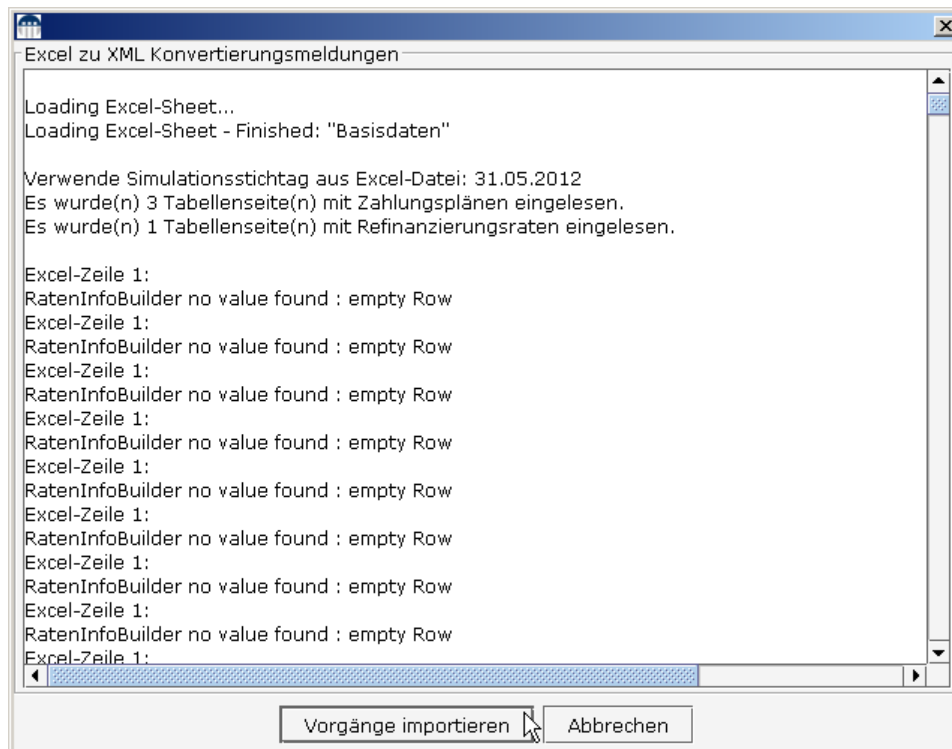 Excel zu XML Konvertierungsmeldungen
Loading Excel-Sheet...
Loading Excel-Sheet - Finished: "Basisdaten"
Verwende Simulationsstichtag aus Excel-Datei: 31.05.2012
Es wurde(n) 3 Tabellenseite(n) mit Zahlungsplänen eingelesen.
Es wurde(n) 1 Tabellenseite(n) mit Refinanzierungsraten eingelesen.
Excel-Zeile 1:
RatenInfoBuilder no value found : empty Row
Excel-Zeile 1:
RatenInfoBuilder no value found : empty Row
Excel-Zeile 1:
RatenInfoBuilder no value found : empty Row
Excel-Zeile 1:
RatenInfoBuilder no value found : empty Row
Excel-Zeile 1:
RatenInfoBuilder no value found : empty Row
Excel-Zeile 1:
RatenInfoBuilder no value found : empty Row
Excel-Zeile 1:
RatenInfoBuilder no value found : empty Row
Excel-Zeile 1:
RatenInfoBuilder no value found : empty Row
Excel-Zeile 1:
Vorgänge importieren Abbrechen